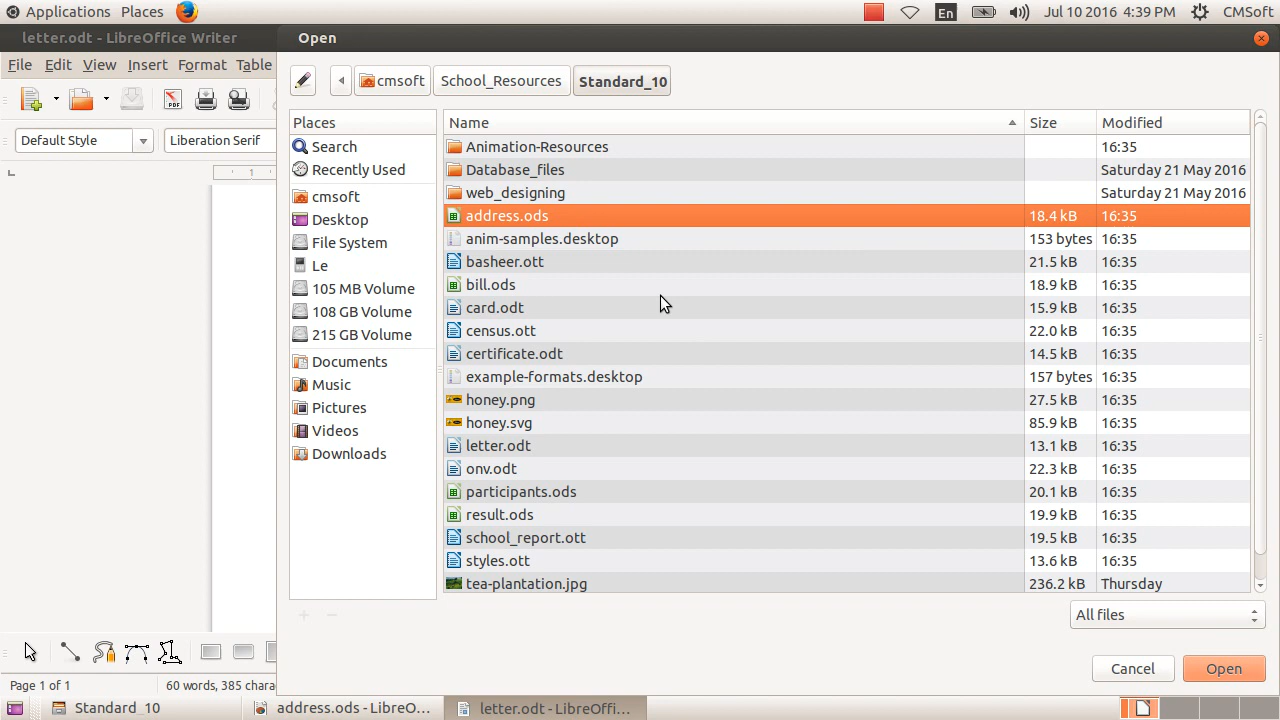 Applications Places En Jul 10 2016 4:39 PM CMSoft
letter.odt - LibreOffice Writer
Open
File Edit View Insert Format Table
cmsoft School_Resources Standard_10
Default Style Liberation Serif
1
Places
Search
Recently Used
cmsoft
Desktop
File System
Le
105 MB Volume
108 GB Volume
215 GB Volume
Documents
Music
Pictures
Videos
Downloads
Name Size Modified
Animation-Resources 16:35
Database_files Saturday 21 May 2016
web_designing Saturday 21 May 2016
address.ods 18.4 kB 16:35
anim-samples.desktop 153 bytes 16:35
basheer.ott 21.5 kB 16:35
bill.ods 18.9 kB 16:35
card.odt 15.9 kB 16:35
census.ott 22.0 kB 16:35
certificate.odt 14.5 kB 16:35
example-formats.desktop 157 bytes 16:35
honey.png 27.5 kB 16:35
honey.svg 85.9 kB 16:35
letter.odt 13.1 kB 16:35
onv.odt 22.3 kB 16:35
participants.ods 20.1 kB 16:35
result.ods 19.9 kB 16:35
school_report.ott 19.5 kB 16:35
styles.ott 13.6 kB 16:35
tea-plantation.jpg 236.2 kB Thursday
All files
Cancel Open
Page 1 of 1 60 words, 385 chara
Standard_10 address.ods - LibreO... letter.odt - LibreOffi...